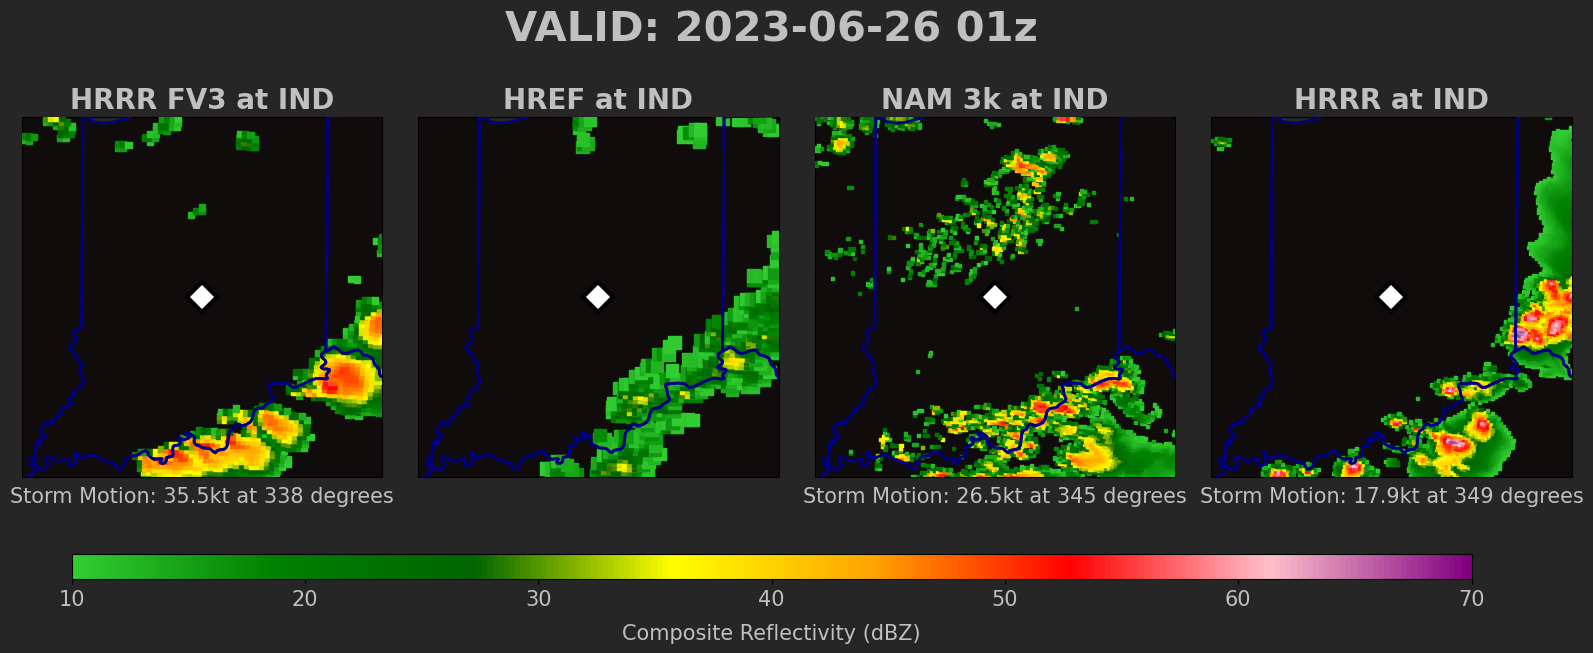 VALID: 2023-06-26 01z
HRRR FV3 at IND
HREF at IND
NAM 3k at IND
HRRR at IND
Storm Motion: 35.5kt at 338 degrees
Storm Motion: 26.5kt at 345 degrees
Storm Motion: 17.9kt at 349 degrees
10 20 30 40 50 60 70
Composite Reflectivity (dBZ)